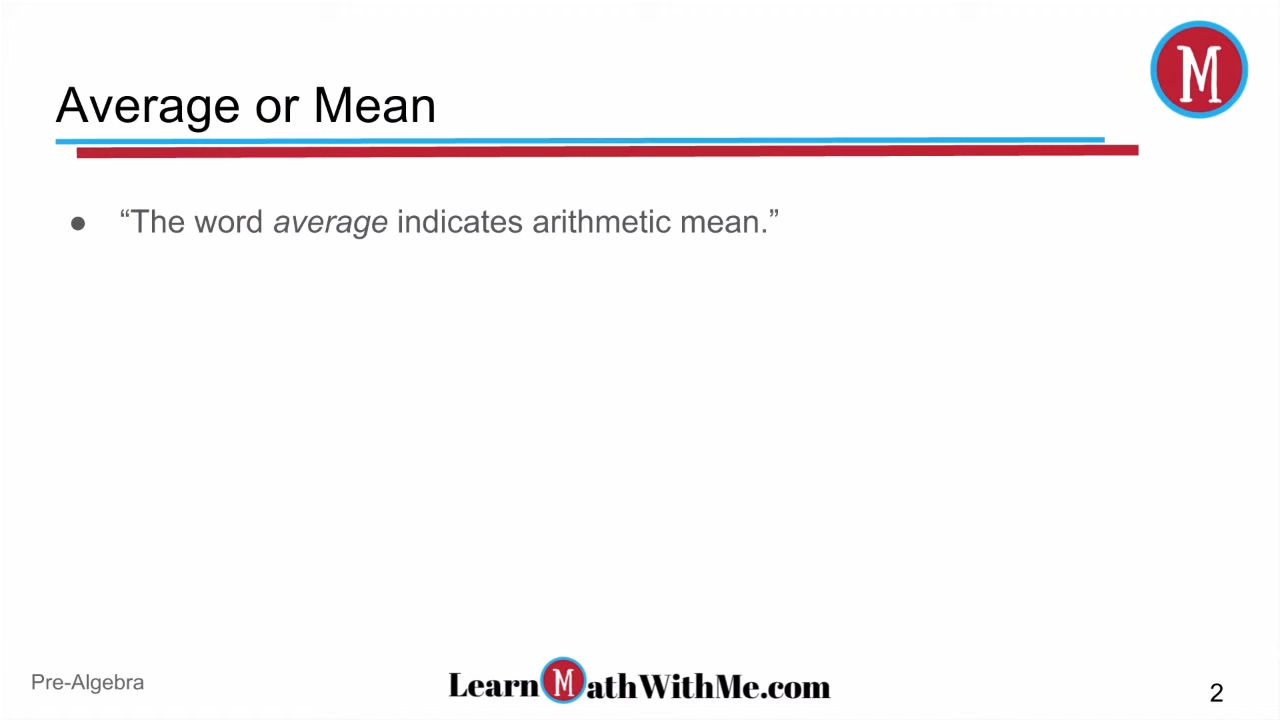 M
Average or Mean
● “The word average indicates arithmetic mean.”
Pre-Algebra
LearnMathWithMe.com
2